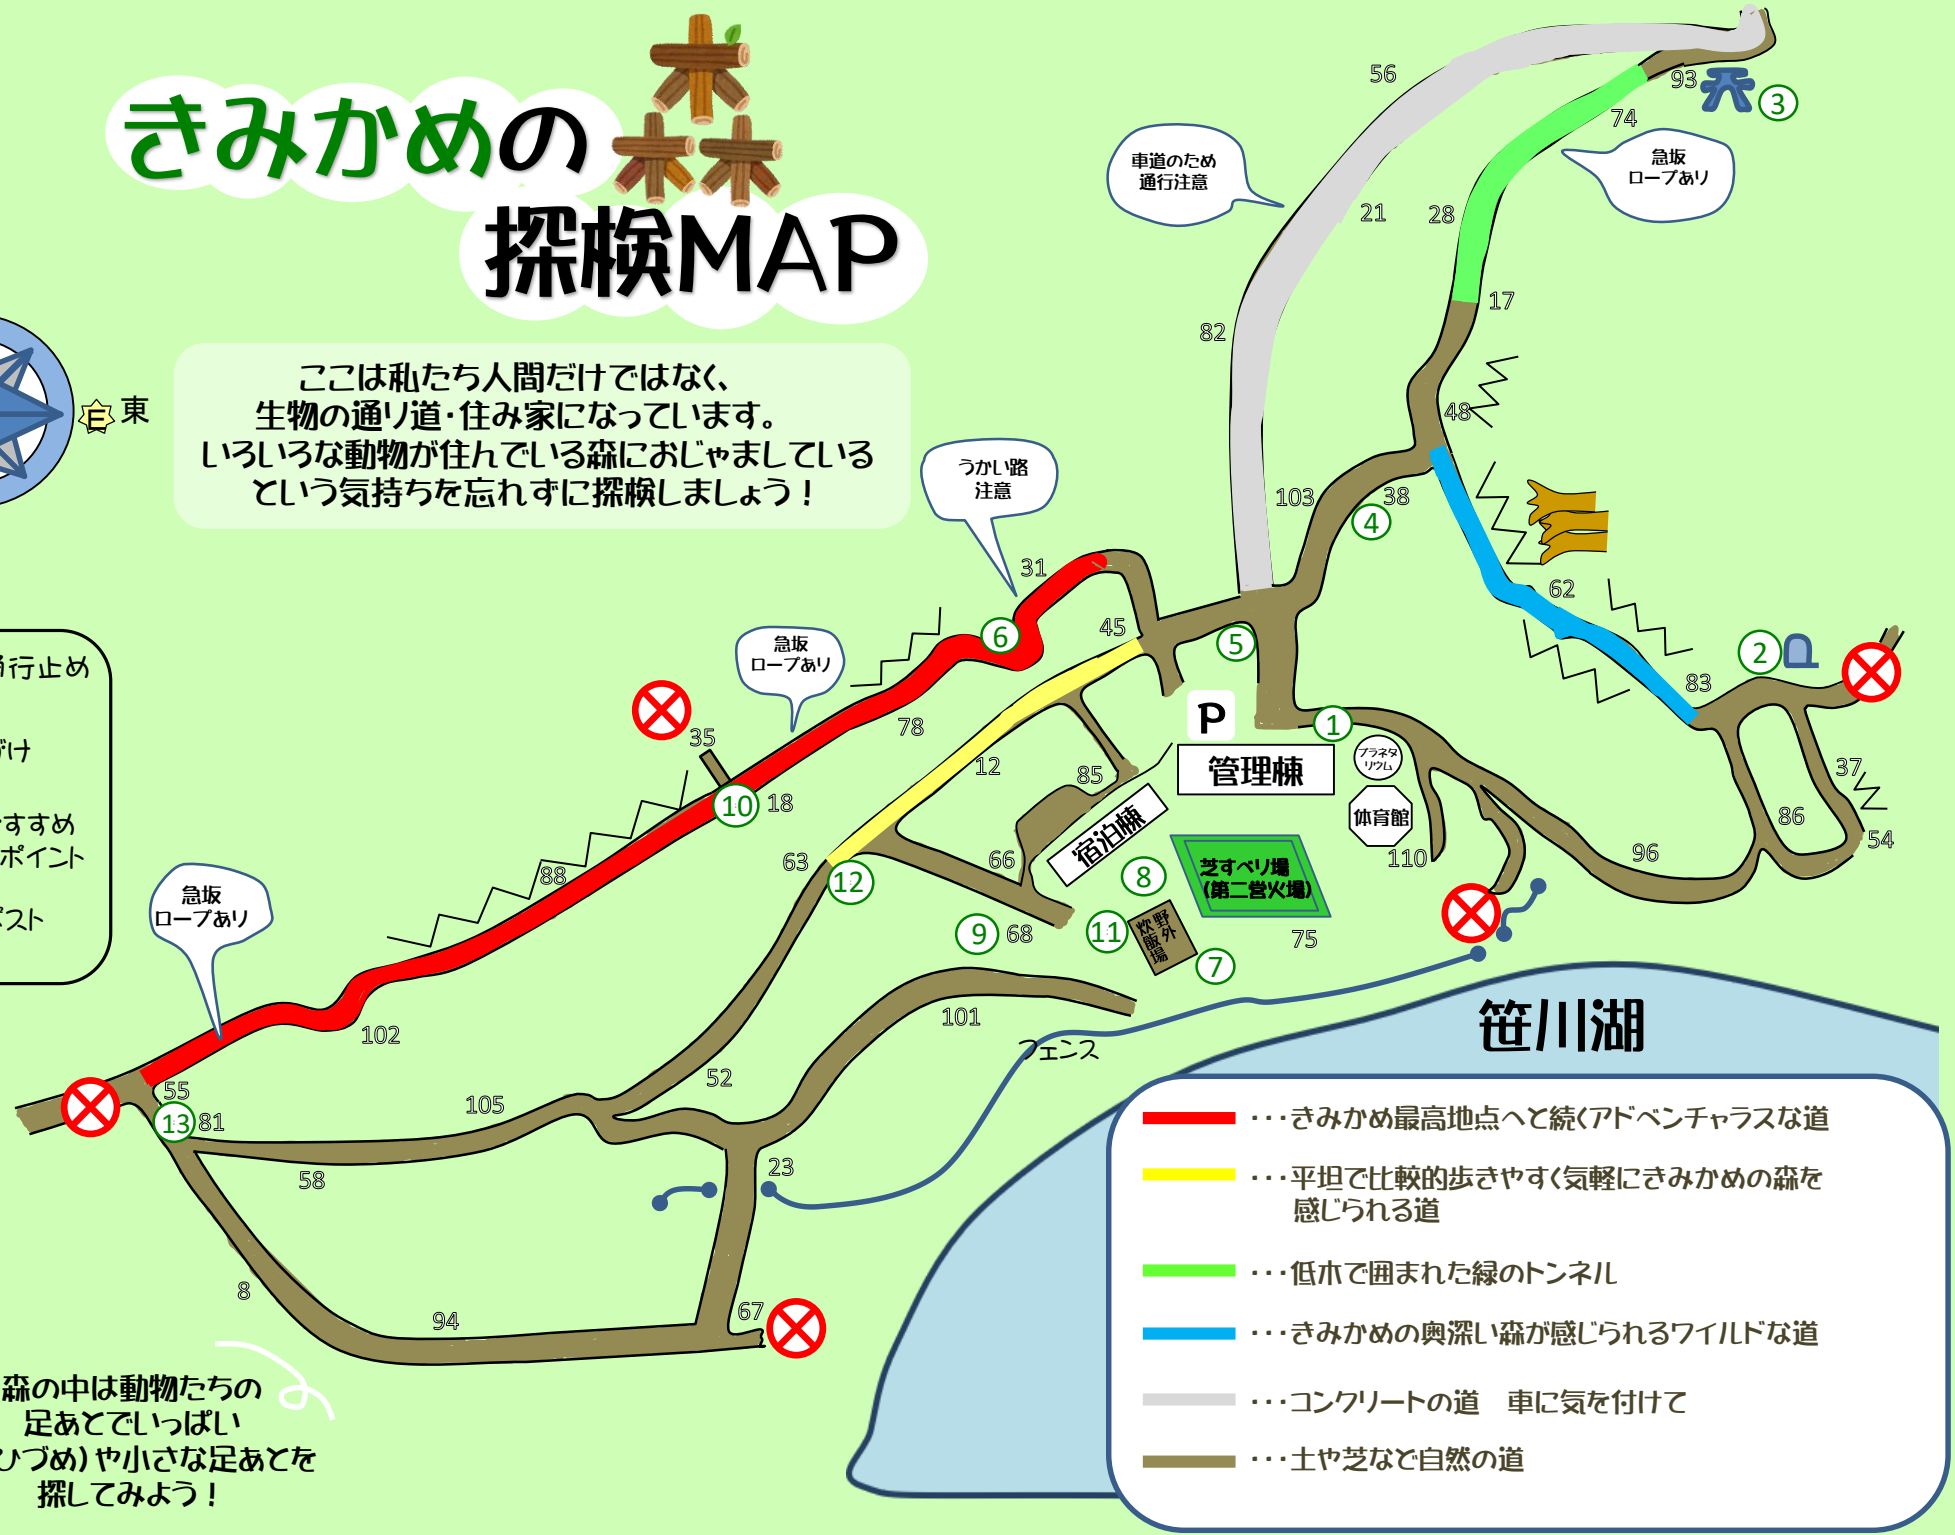 きみかめの森
探検MAP
ここは私たち人間だけではなく、
生物の通り道・住み家になっています。
いろいろな動物が住んでいる森におじゃましている
という気持ちを忘れずに探検しましょう!
E 東
車道のため
通行注意
急坂
ロープあり
うかい路
注意
急坂
ロープあり
急坂
ロープあり
56
93
3
74
21
28
17
82
48
103
38
4
62
31
6
45
5
2
83
78
35
10
18
12
85
P
1
プラネタ
リウム
管理棟
体育館
宿泊棟
芝すべり場
(第二営火場)
110
37
86
54
96
88
63
12
66
8
9
68
11
野外
炊飯場
7
75
101
102
フェンス
笹川湖
55
13
81
105
52
58
23
8
94
67
行止め
づけ
すすめ
ポイント
ポスト
森の中は動物たちの
足あとでいっぱい
ひづめ)や小さな足あとを
探してみよう!
・・・きみかめ最高地点へと続くアドベンチャラスな道
・・・平坦で比較的歩きやすく気軽にきみかめの森を
感じられる道
・・・低木で囲まれた緑のトンネル
・・・きみかめの奥深い森が感じられるワイルドな道
・・・コンクリートの道　車に気を付けて
・・・土や芝など自然の道